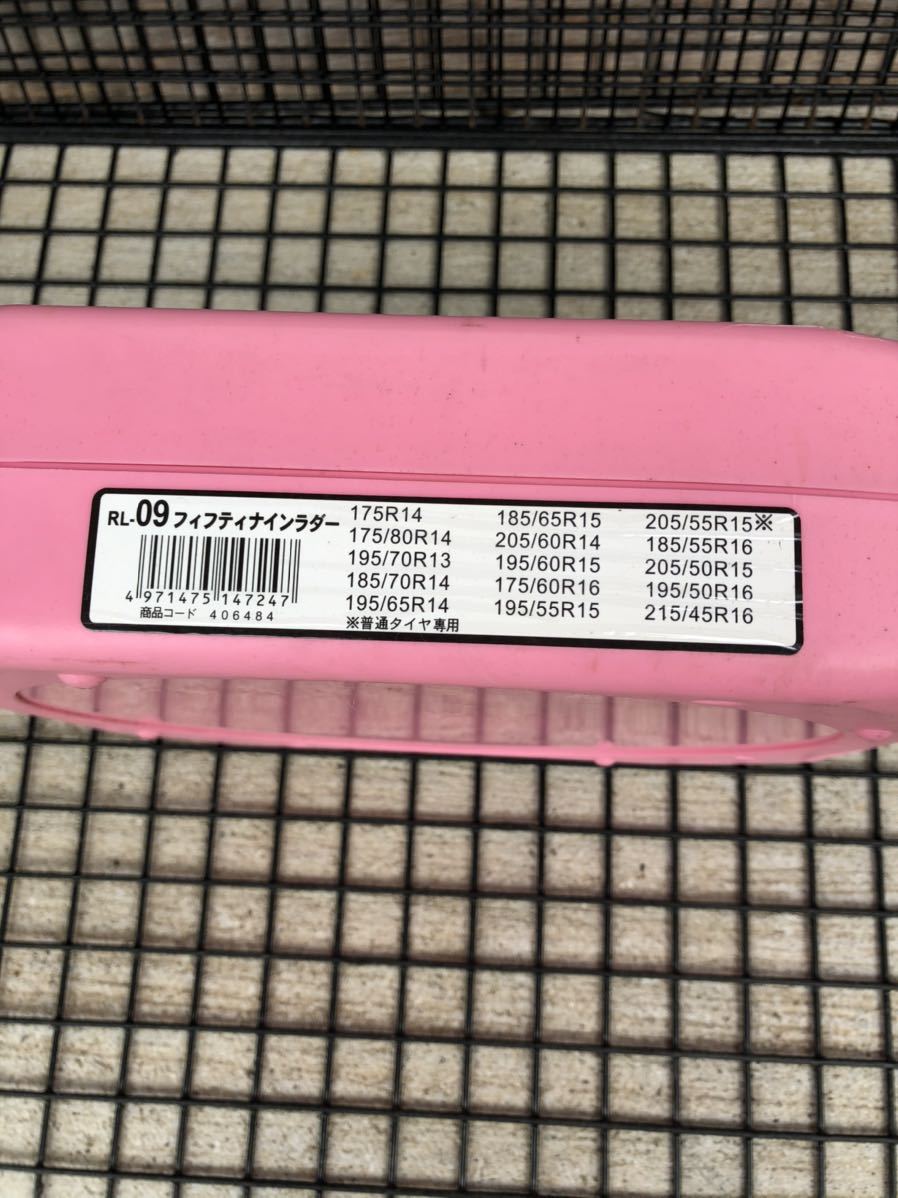 RL-09 フィフティナインラダー
4 971475 147247
商品コード 406484
175R14
175/80R14
195/70R13
185/70R14
195/65R14
※普通タイヤ専用
185/65R15
205/60R14
195/60R15
175/60R16
195/55R15
205/55R15※
185/55R16
205/50R15
195/50R16
215/45R16